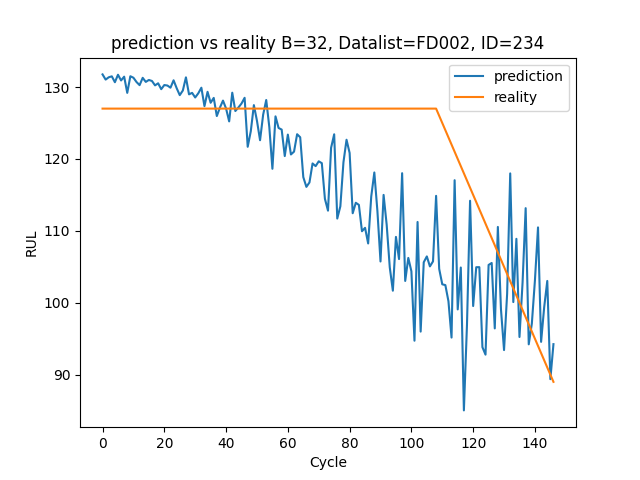 prediction vs reality B=32, Datalist=FD002, ID=234
prediction
reality
RUL
130
120
110
100
90
0 20 40 60 80 100 120 140
Cycle